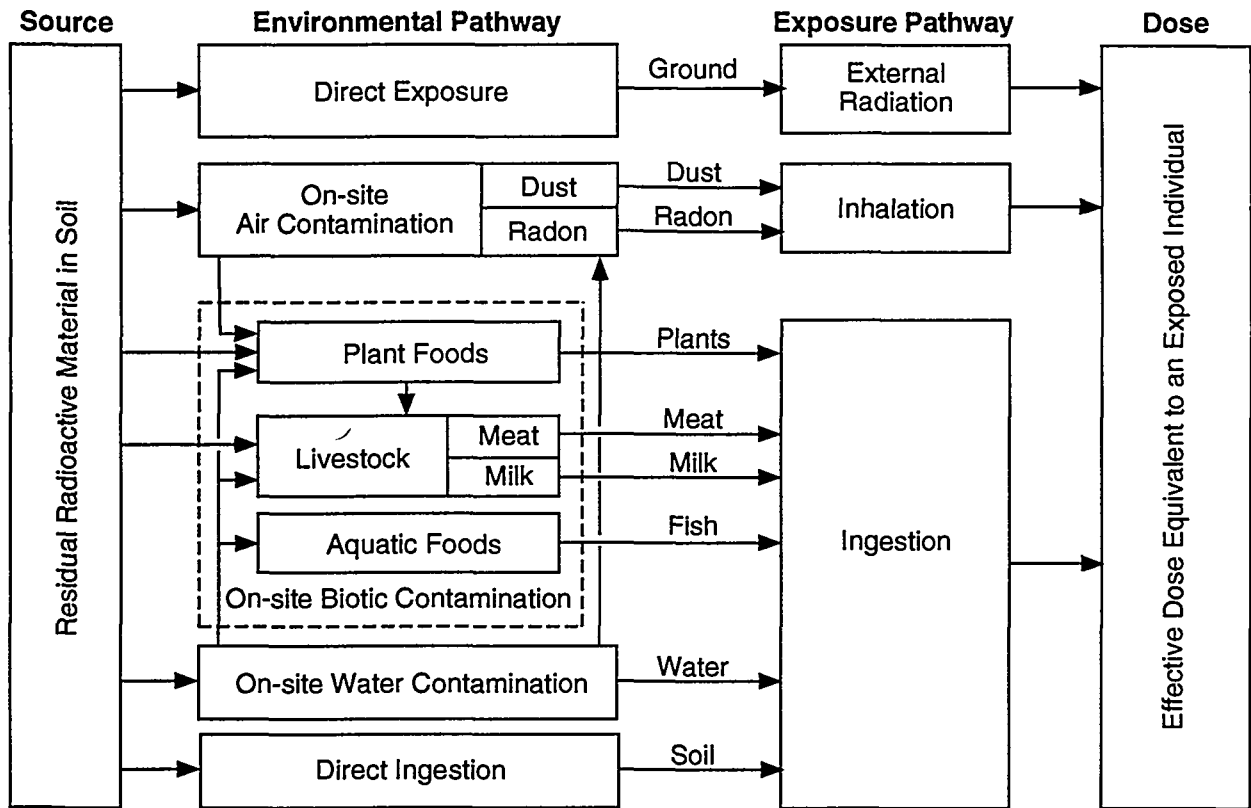 Source
Environmental Pathway
Exposure Pathway
Dose
Residual Radioactive Material in Soil
Direct Exposure
Ground
External
Radiation
On-site
Air Contamination
Dust
Radon
Dust
Radon
Inhalation
Plant Foods
Plants
Livestock
Meat
Milk
Meat
Milk
Aquatic Foods
Fish
On-site Biotic Contamination
Ingestion
On-site Water Contamination
Water
Direct Ingestion
Soil
Effective Dose Equivalent to an Exposed Individual